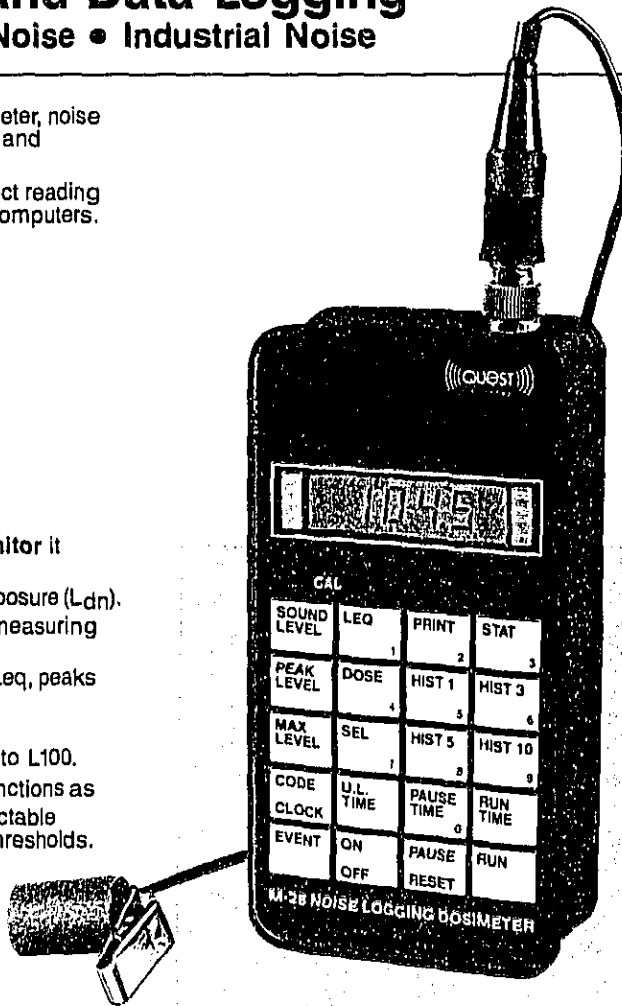 And Data Logging
Noise • Industrial Noise
eter, noise
and
ct reading
omputers.
nitor it
posure (Ldn).
measuring
Leq, peaks
to L100.
nctions as
ctable
hresholds.
(((QUEST)))
104.5
CAL
SOUND LEVEL
LEQ 1
PRINT 2
STAT 3
PEAK LEVEL
DOSE 4
HIST 1 5
HIST 3 6
MAX LEVEL
SEL 7
HIST 5 8
HIST 10 9
CODE CLOCK
U.L. TIME
PAUSE TIME 0
RUN TIME
EVENT
ON OFF
PAUSE RESET
RUN
M-28 NOISE LOGGING DOSIMETER